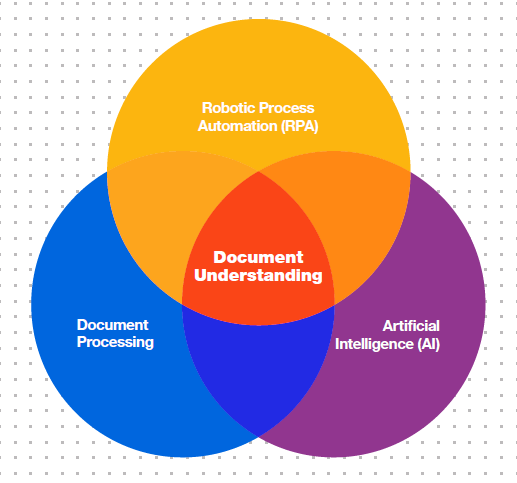 Robotic Process
Automation (RPA)
Document
Understanding
Document
Processing
Artificial
Intelligence (AI)